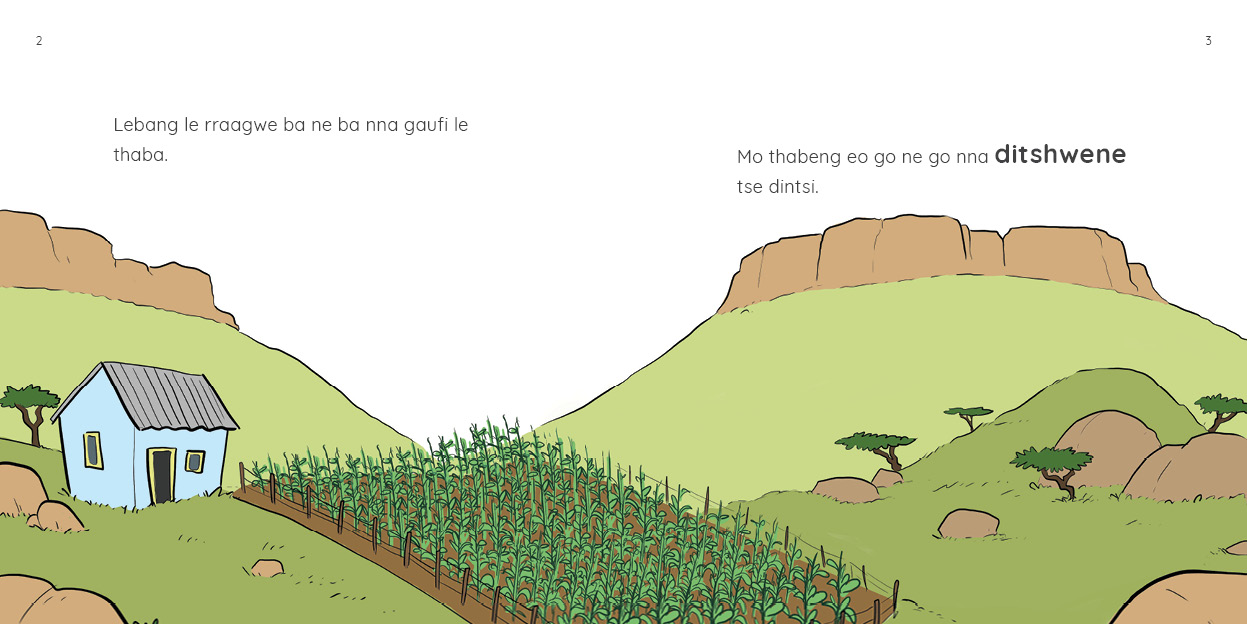 2
Lebang le rraagwe ba ne ba nna gaufi le
thaba.
3
Mo thabeng eo go ne go nna ditshwene
tse dintsi.